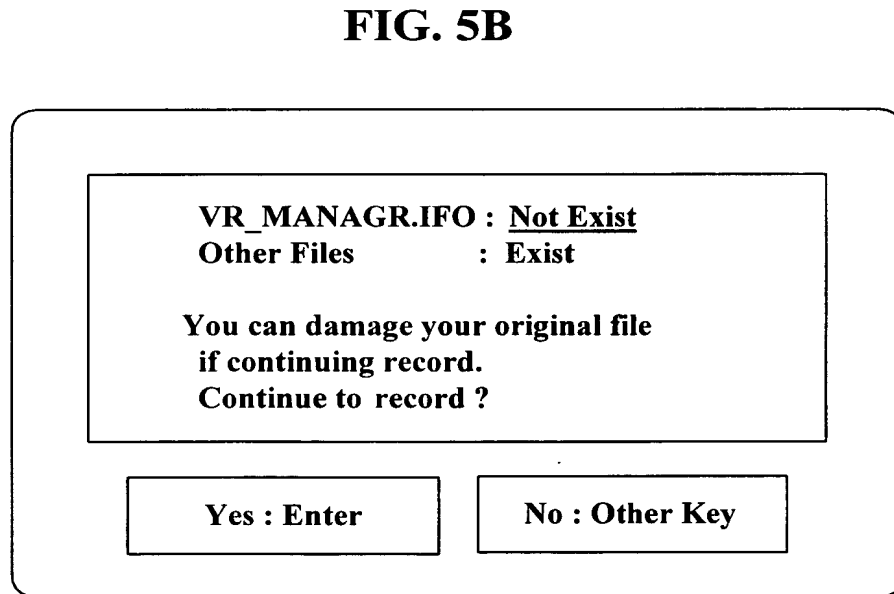 FIG. 5B
VR_MANAGR.IFO : Not Exist
Other Files : Exist
You can damage your original file
if continuing record.
Continue to record ?
Yes : Enter
No : Other Key